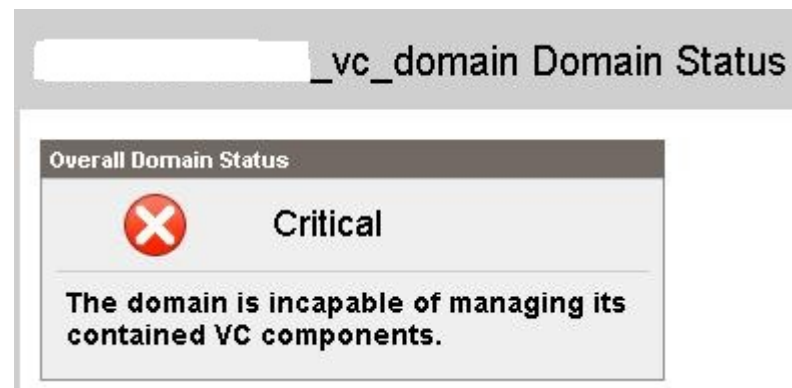 _vc_domain Domain Status
Overall Domain Status
Critical
The domain is incapable of managing its
contained VC components.